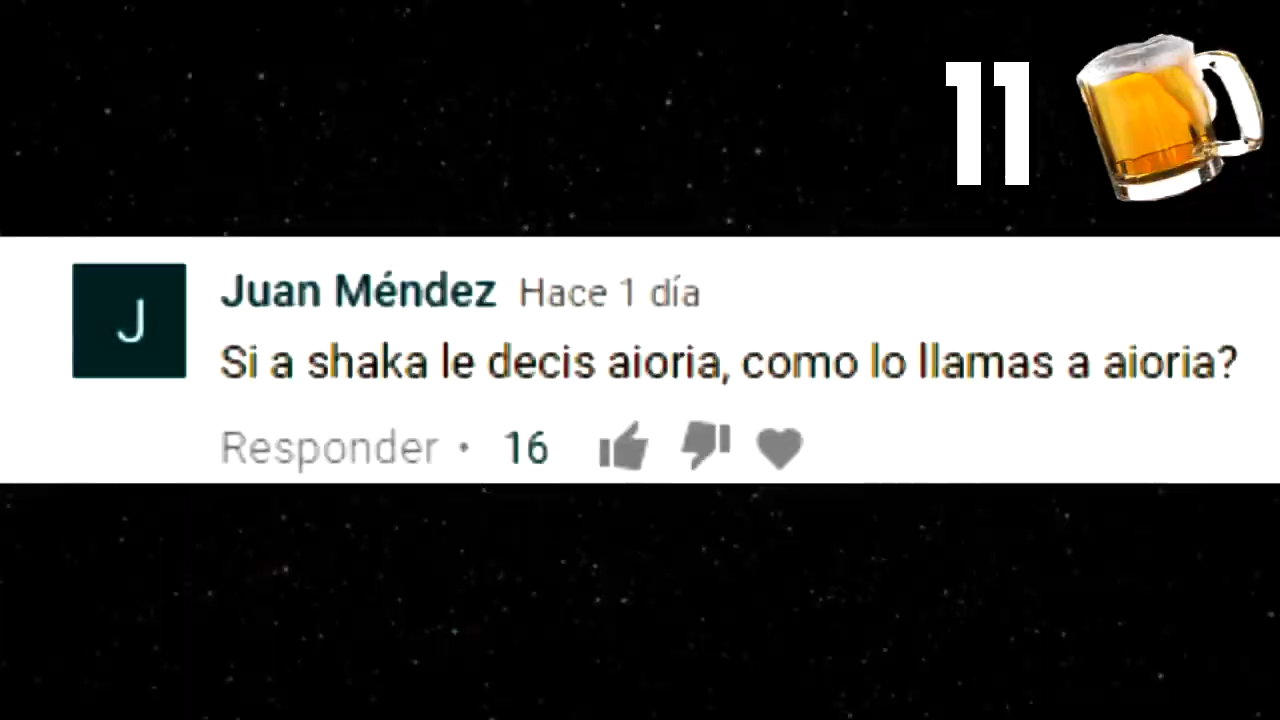 11
J
Juan Méndez Hace 1 día
Si a shaka le decis aioria, como lo llamas a aioria?
Responder • 16